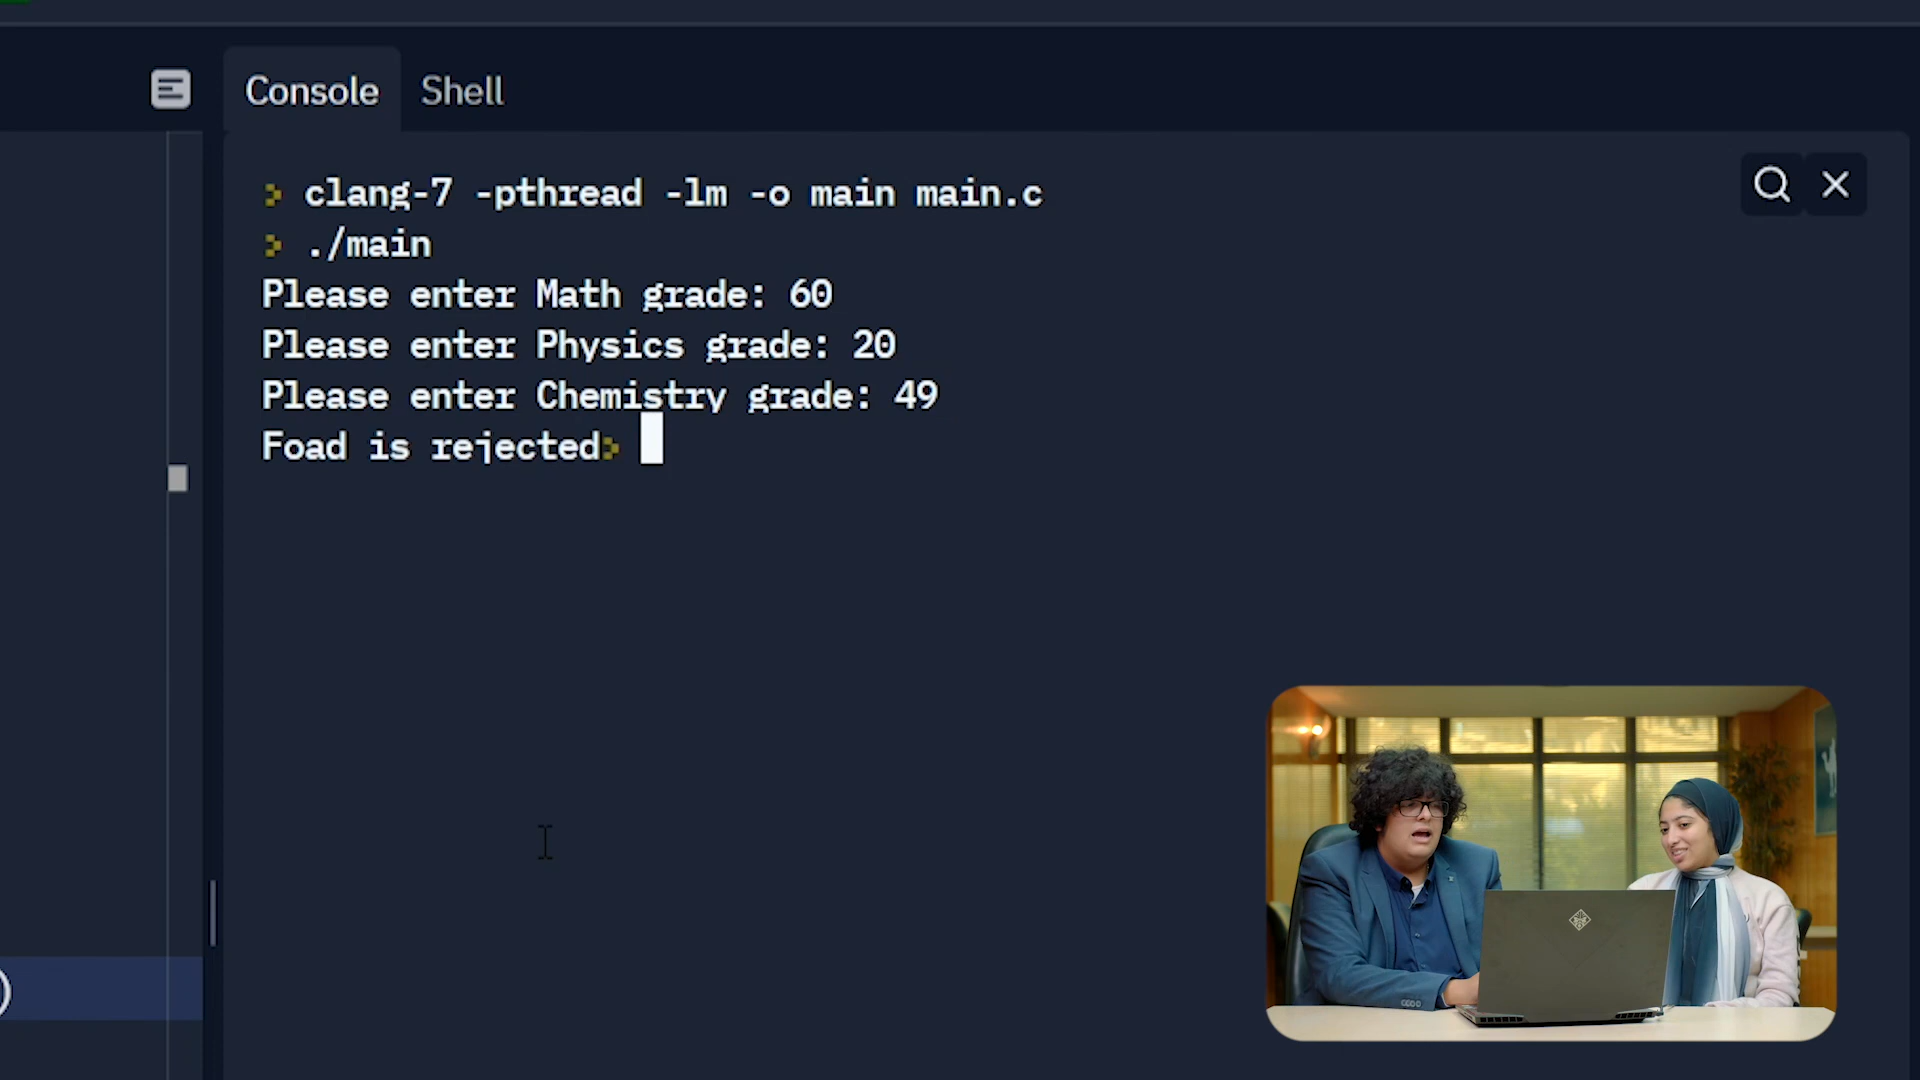 Console Shell
> clang-7 -pthread -lm -o main main.c
> ./main
Please enter Math grade: 60
Please enter Physics grade: 20
Please enter Chemistry grade: 49
Foad is rejected>